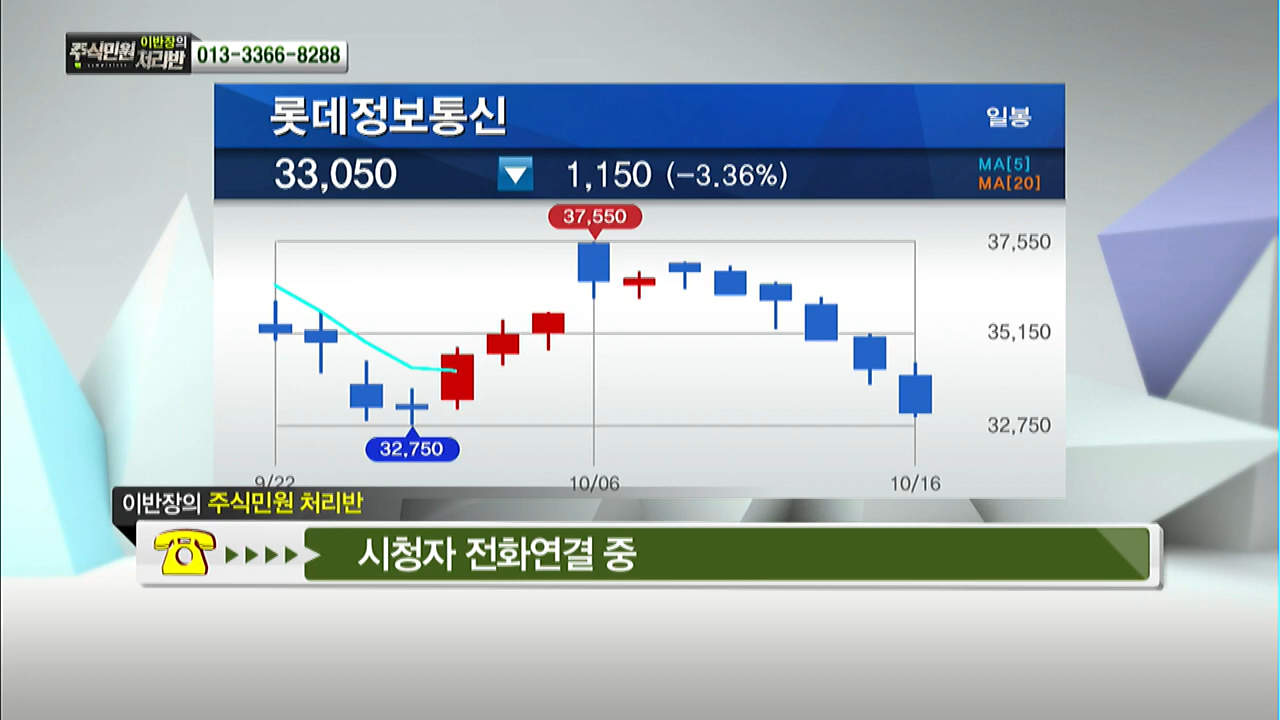 주식민원 이반장의 처리반 013-3366-8288
롯데정보통신 일봉
33,050 ▼ 1,150 (-3.36%) MA[5]
MA[20]
37,550
37,550
35,150
32,750
32,750
9/22 10/06 10/16
이반장의 주식민원 처리반
시청자 전화연결 중